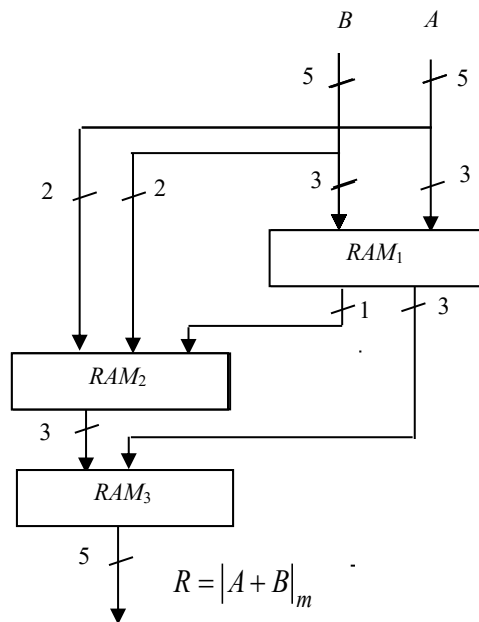 B A
5 5
2 2 3 3
RAM₁
1 3
RAM₂
3
RAM₃
5
R = |A + B|ₘ